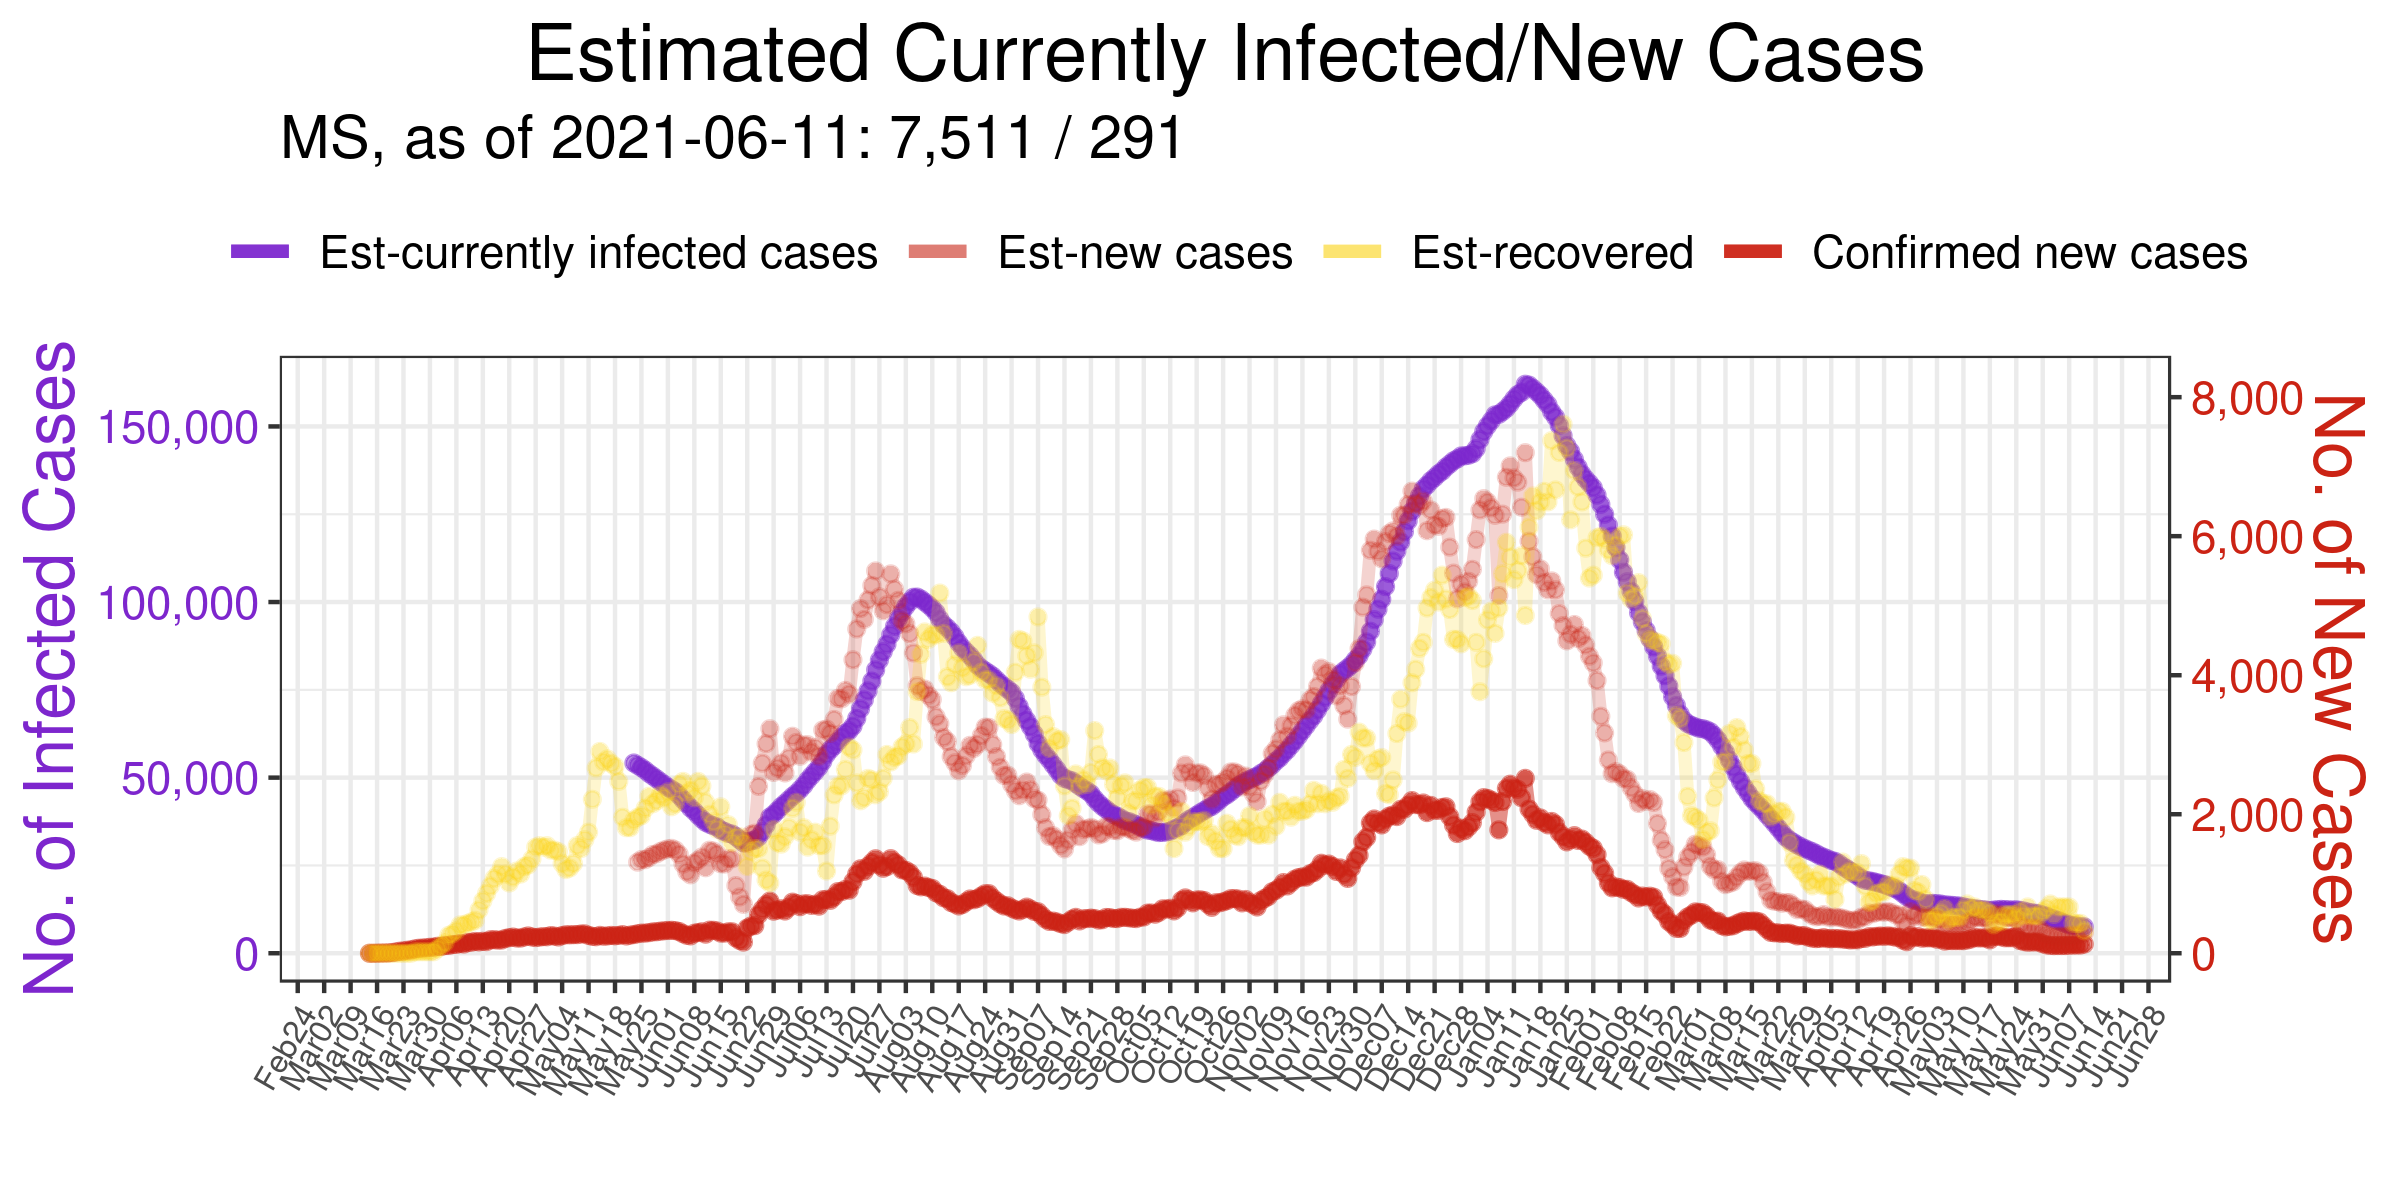 Estimated Currently Infected/New Cases
MS, as of 2021-06-11: 7,511 / 291
Est-currently infected cases Est-new cases Est-recovered Confirmed new cases
No. of Infected Cases
150,000
100,000
50,000
0
8,000
6,000
4,000
2,000
0
No. of New Cases
Feb24
Mar02
Mar09
Mar16
Mar23
Mar30
Apr06
Apr13
Apr20
Apr27
May04
May11
May18
May25
Jun01
Jun08
Jun15
Jun22
Jun29
Jul06
Jul13
Jul20
Jul27
Aug03
Aug10
Aug17
Aug24
Aug31
Sep07
Sep14
Sep21
Sep28
Oct05
Oct12
Oct19
Oct26
Nov02
Nov09
Nov16
Nov23
Nov30
Dec07
Dec14
Dec21
Dec28
Jan04
Jan11
Jan18
Jan25
Feb01
Feb08
Feb15
Feb22
Mar01
Mar08
Mar15
Mar22
Mar29
Apr05
Apr12
Apr19
Apr26
May03
May10
May17
May24
May31
Jun07
Jun14
Jun21
Jun28